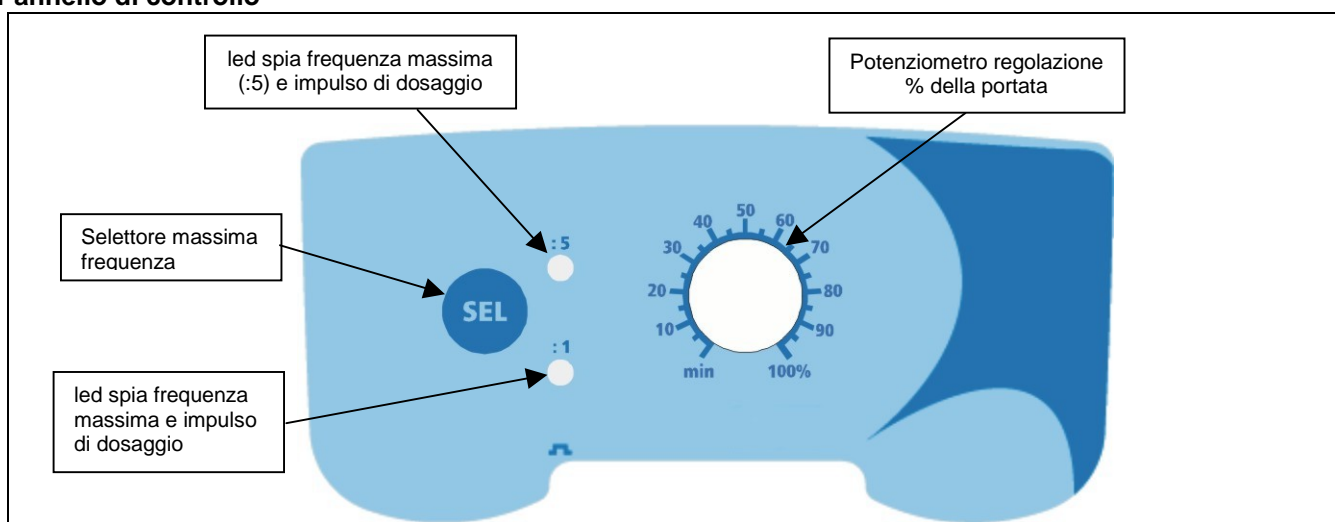 Pannello di controllo
led spia frequenza massima
(:5) e impulso di dosaggio
Potenziometro regolazione
% della portata
Selettore massima
frequenza
led spia frequenza
massima e impulso
di dosaggio
SEL
:5
:1
min
10
20
30
40
50
60
70
80
90
100%